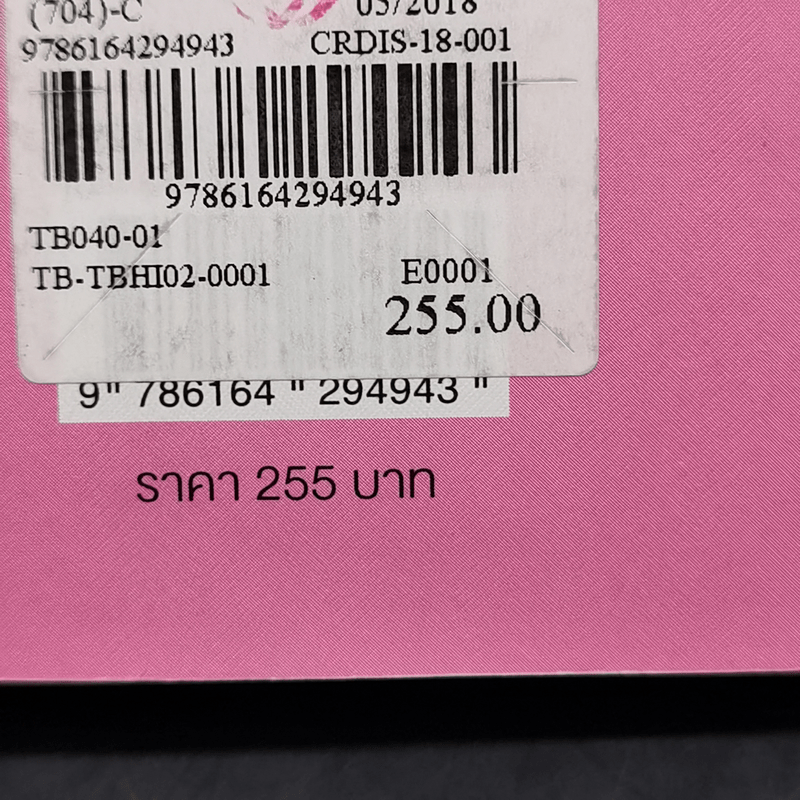 (704)-C 05/2018
9786164294943 CRDIS-18-001
9786164294943
TB040-01
TB-TBHI02-0001 E0001
255.00
9" 786164 " 294943 "
ราคา 255 บาท